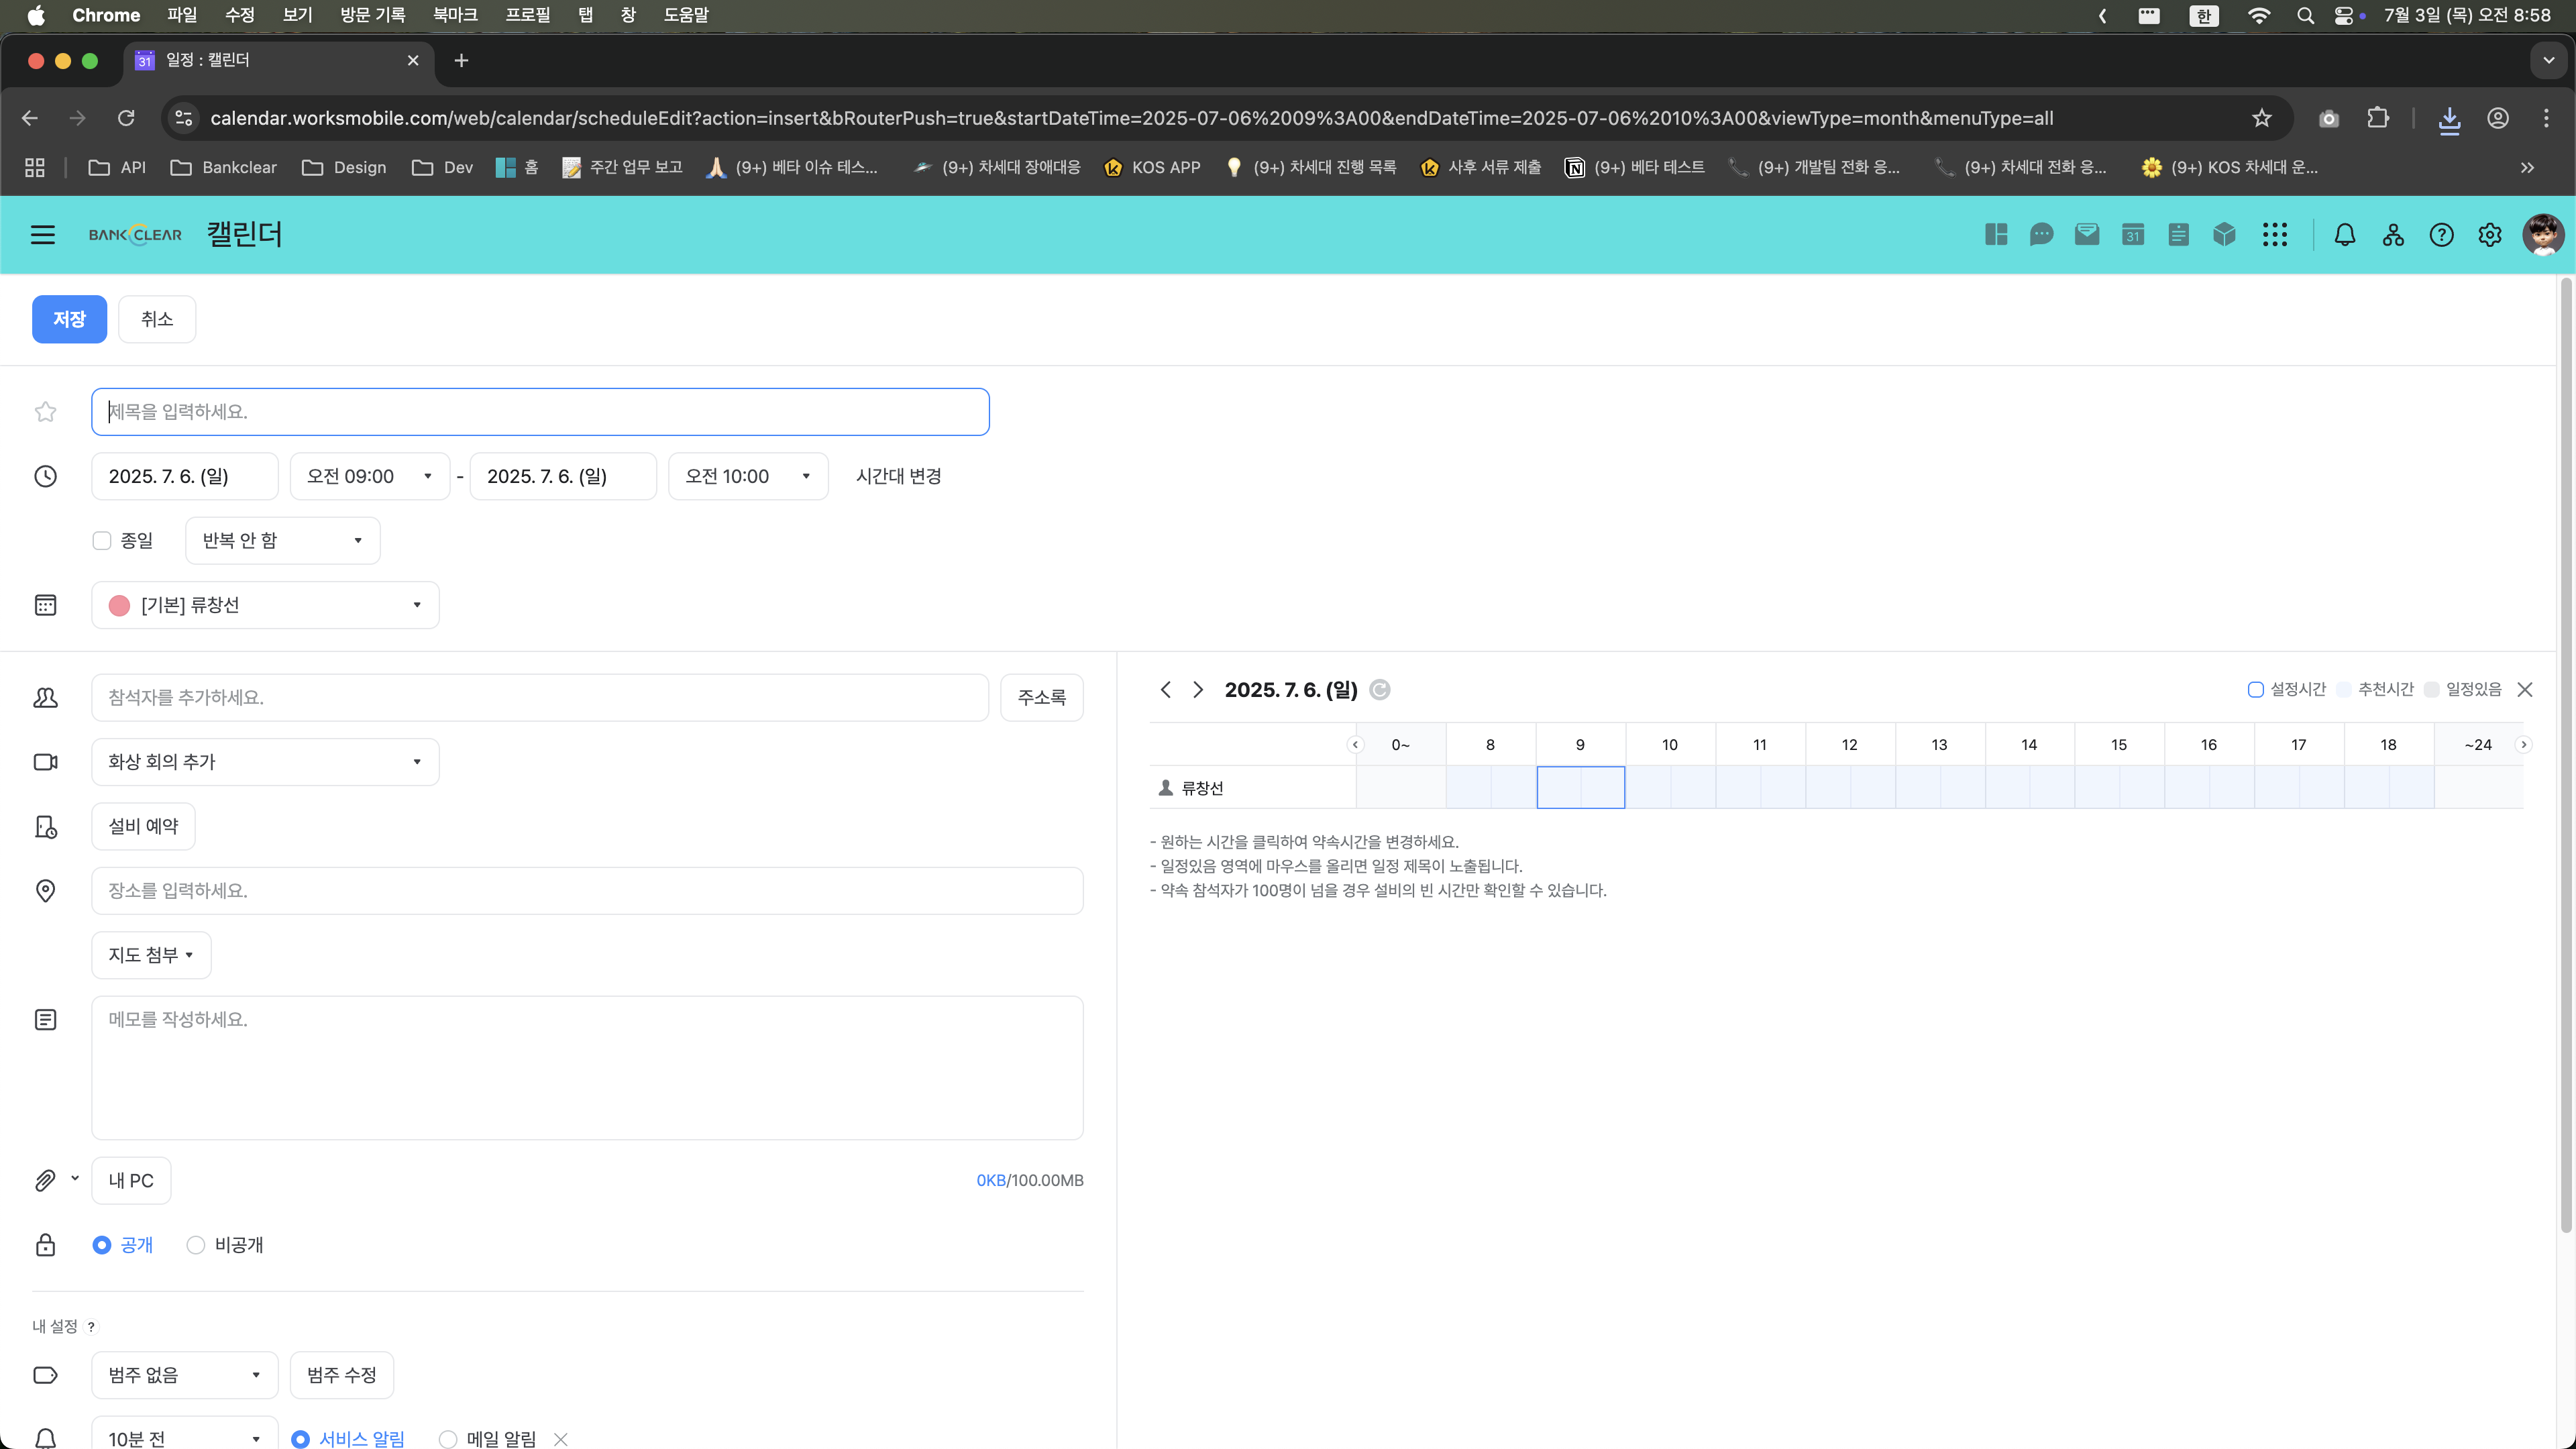 Chrome 파일 수정 보기 방문 기록 북마크 프로필 탭 창 도움말 한 7월 3일 (목) 오전 8:58
31 일정 : 캘린더
calendar.worksmobile.com/web/calendar/scheduleEdit?action=insert&bRouterPush=true&startDateTime=2025-07-06%2009%3A00&endDateTime=2025-07-06%2010%3A00&viewType=month&menuType=all
API Bankclear Design Dev 홈 주간 업무 보고 (9+) 베타 이슈 테스... (9+) 차세대 장애대응 KOS APP (9+) 차세대 진행 목록 사후 서류 제출 (9+) 베타 테스트 (9+) 개발팀 전화 응... (9+) 차세대 전화 응... (9+) KOS 차세대 운...
BANKCLEAR 캘린더 31
저장 취소
제목을 입력하세요.
2025. 7. 6. (일) 오전 09:00 - 2025. 7. 6. (일) 오전 10:00 시간대 변경
종일 반복 안 함
[기본] 류창선
참석자를 추가하세요. 주소록
화상 회의 추가
설비 예약
장소를 입력하세요.
지도 첨부
메모를 작성하세요.
내 PC 0KB/100.00MB
공개 비공개
내 설정 ?
범주 없음 범주 수정
10분 전 서비스 알림 메일 알림
2025. 7. 6. (일) 설정시간 추천시간 일정있음
0~ 8 9 10 11 12 13 14 15 16 17 18 ~24
류창선
- 원하는 시간을 클릭하여 약속시간을 변경하세요.
- 일정있음 영역에 마우스를 올리면 일정 제목이 노출됩니다.
- 약속 참석자가 100명이 넘을 경우 설비의 빈 시간만 확인할 수 있습니다.